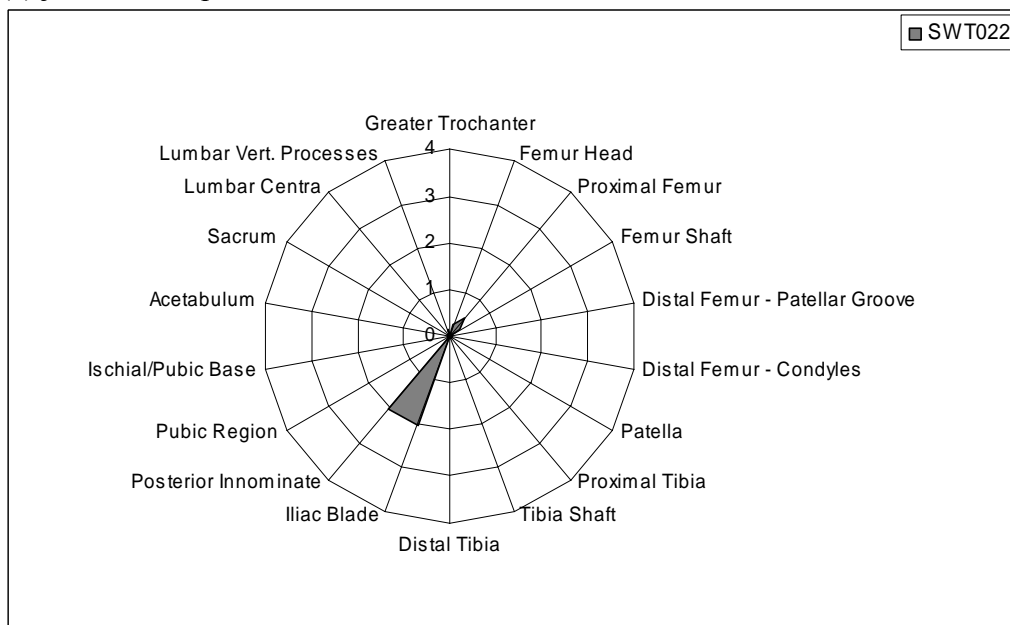 SWT022
Greater Trochanter
Lumbar Vert. Processes
4
Femur Head
Lumbar Centra
3
Proximal Femur
Sacrum
2
Femur Shaft
Acetabulum
1
Distal Femur - Patellar Groove
0
Ischial/Pubic Base
Distal Femur - Condyles
Pubic Region
Patella
Posterior Innominate
Proximal Tibia
Iliac Blade
Tibia Shaft
Distal Tibia